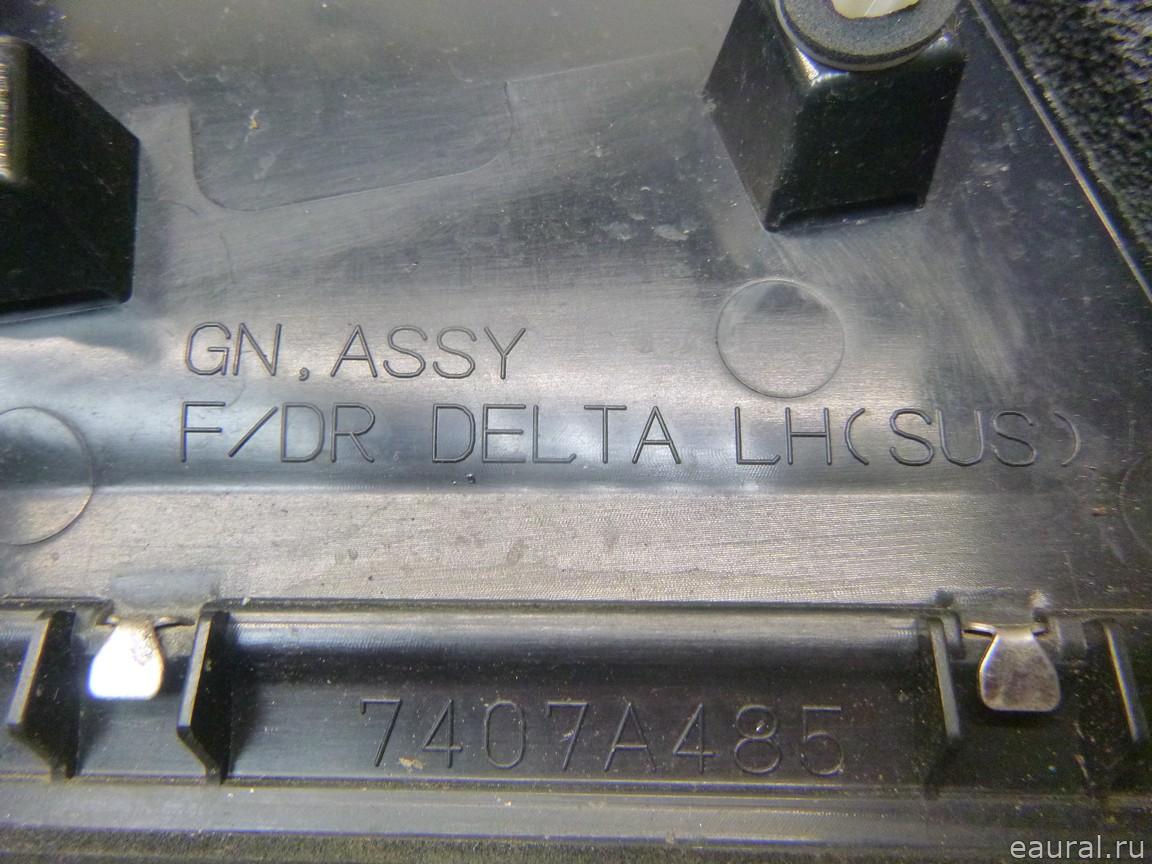 GN, ASSY
F/DR DELTA LH(SUS)
7407A485
eaural.ru